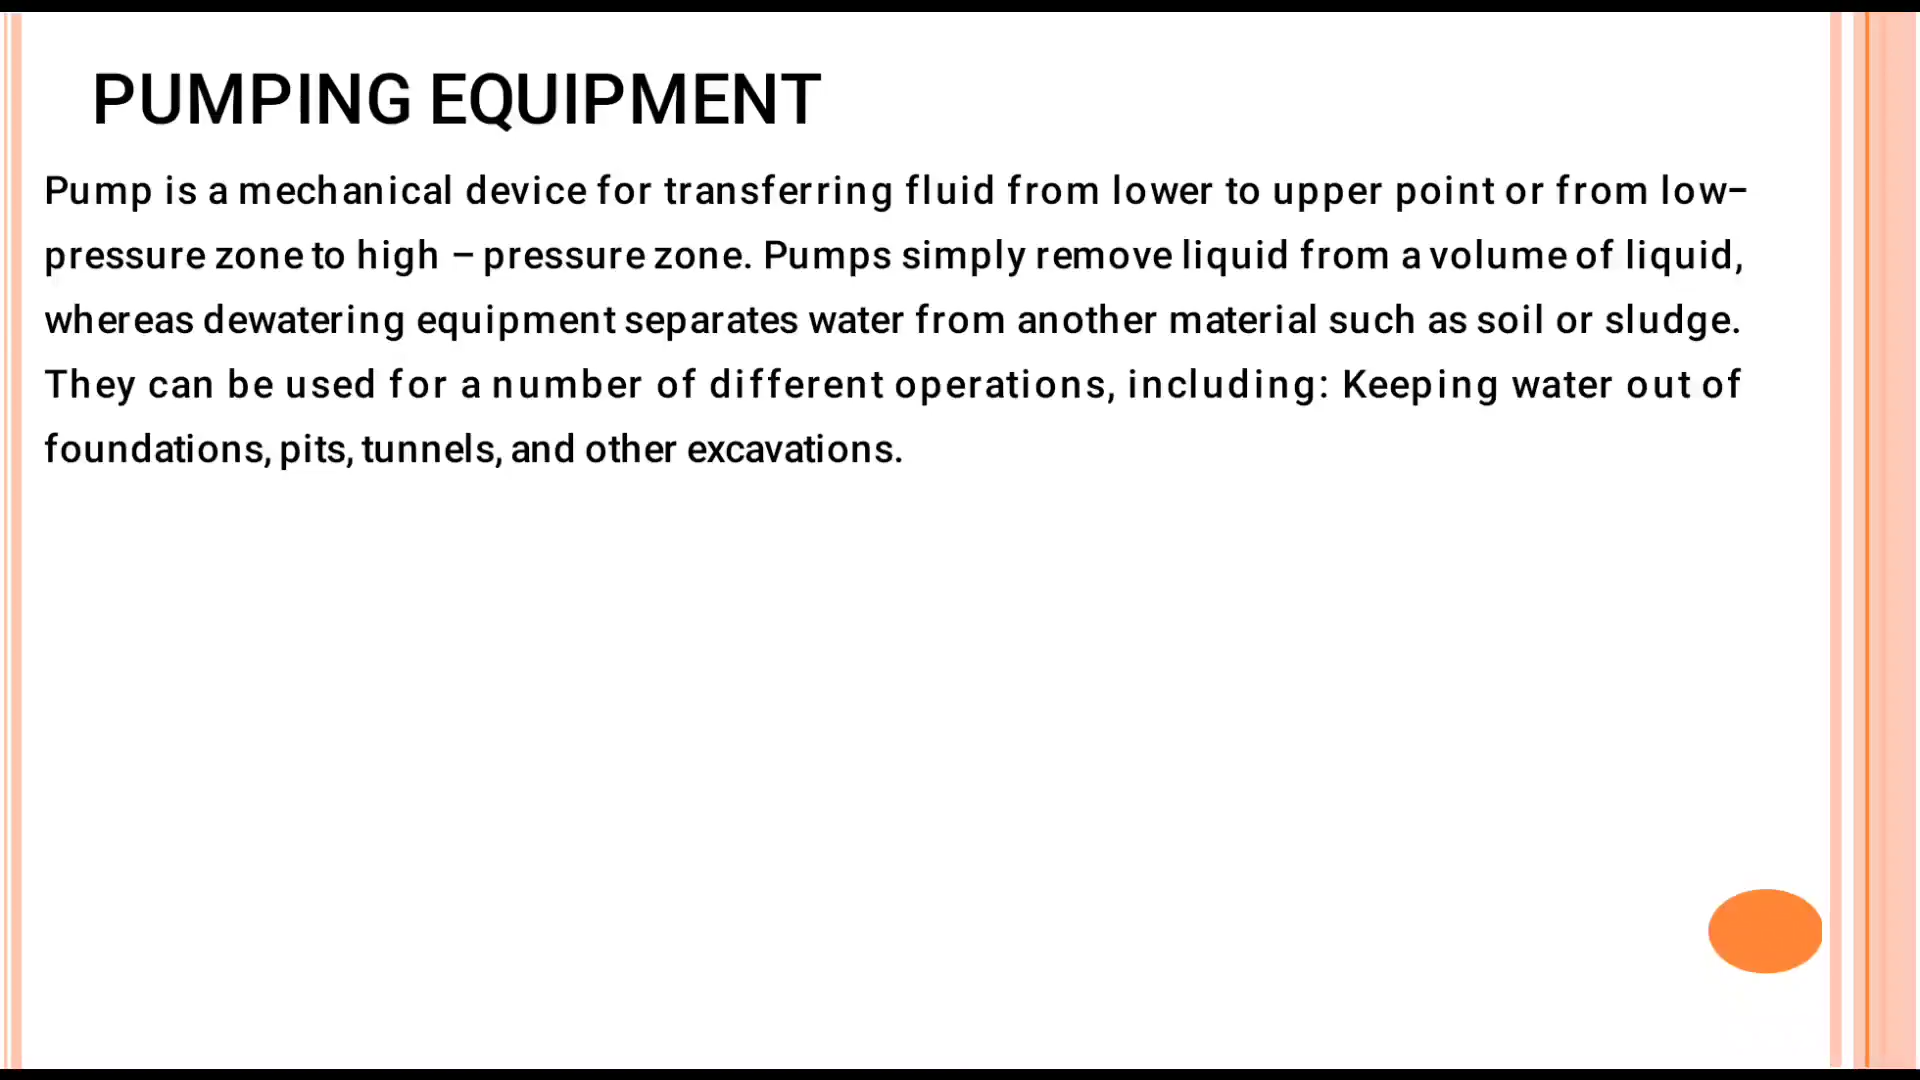 PUMPING EQUIPMENT
Pump is a mechanical device for transferring fluid from lower to upper point or from low–
pressure zone to high – pressure zone. Pumps simply remove liquid from a volume of liquid,
whereas dewatering equipment separates water from another material such as soil or sludge.
They can be used for a number of different operations, including: Keeping water out of
foundations, pits, tunnels, and other excavations.